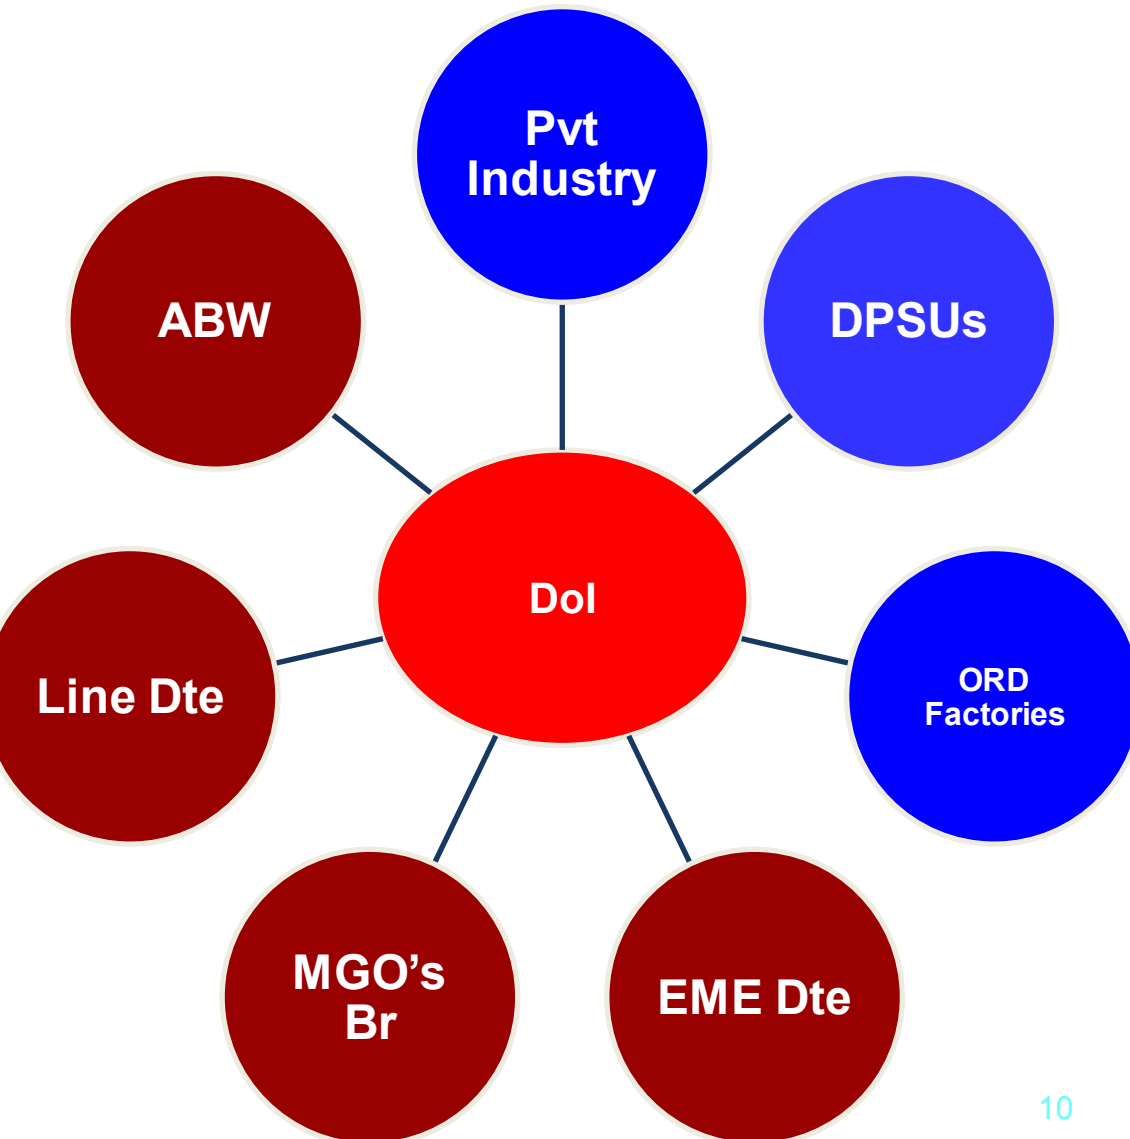 Pvt
Industry
ABW
DPSUs
DoI
Line Dte
ORD
Factories
MGO’s
Br
EME Dte
10